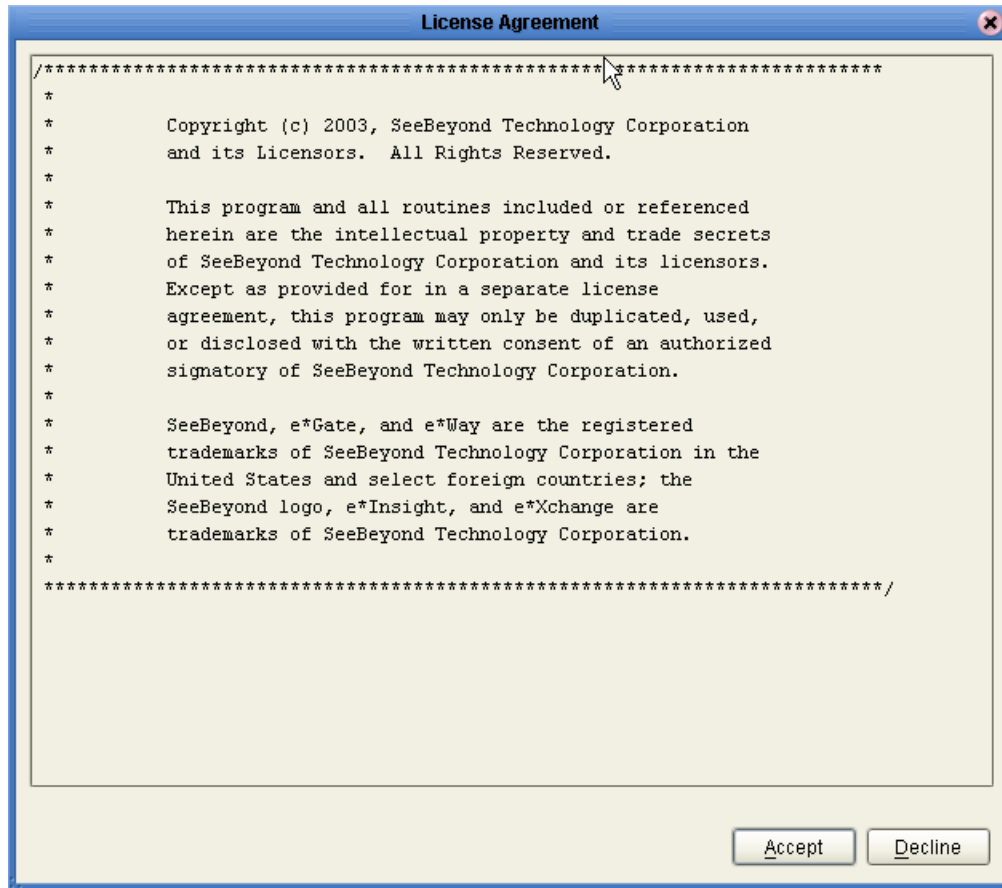 License Agreement
/***************************************************************************
*
* Copyright (c) 2003, SeeBeyond Technology Corporation
* and its Licensors. All Rights Reserved.
*
* This program and all routines included or referenced
* herein are the intellectual property and trade secrets
* of SeeBeyond Technology Corporation and its licensors.
* Except as provided for in a separate license
* agreement, this program may only be duplicated, used,
* or disclosed with the written consent of an authorized
* signatory of SeeBeyond Technology Corporation.
*
* SeeBeyond, e*Gate, and e*Way are the registered
* trademarks of SeeBeyond Technology Corporation in the
* United States and select foreign countries; the
* SeeBeyond logo, e*Insight, and e*Xchange are
* trademarks of SeeBeyond Technology Corporation.
*
***************************************************************************/
Accept
Decline